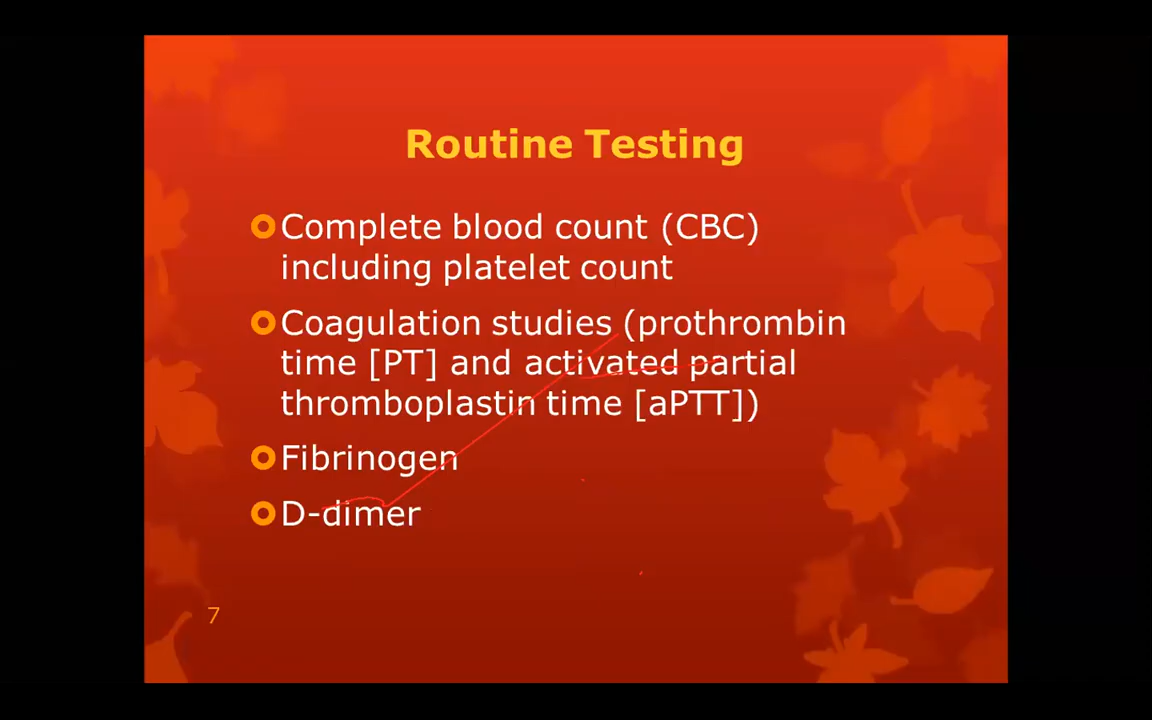 Routine Testing
Complete blood count (CBC)
including platelet count
Coagulation studies (prothrombin
time [PT] and activated partial
thromboplastin time [aPTT])
Fibrinogen
D-dimer
7